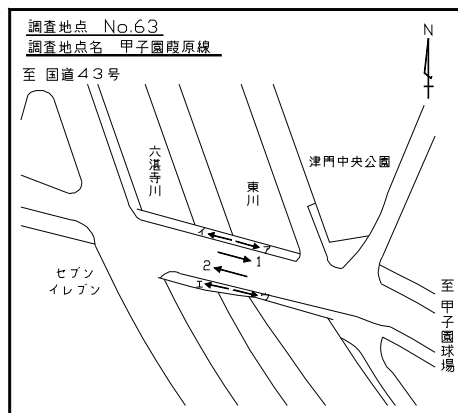 調査地点 No.63
調査地点名 甲子園葭原線
至 国道43号
N
六湛寺川
東川
津門中央公園
イ ア
1
2
エ ウ
セブン
イレブン
至 甲子園球場